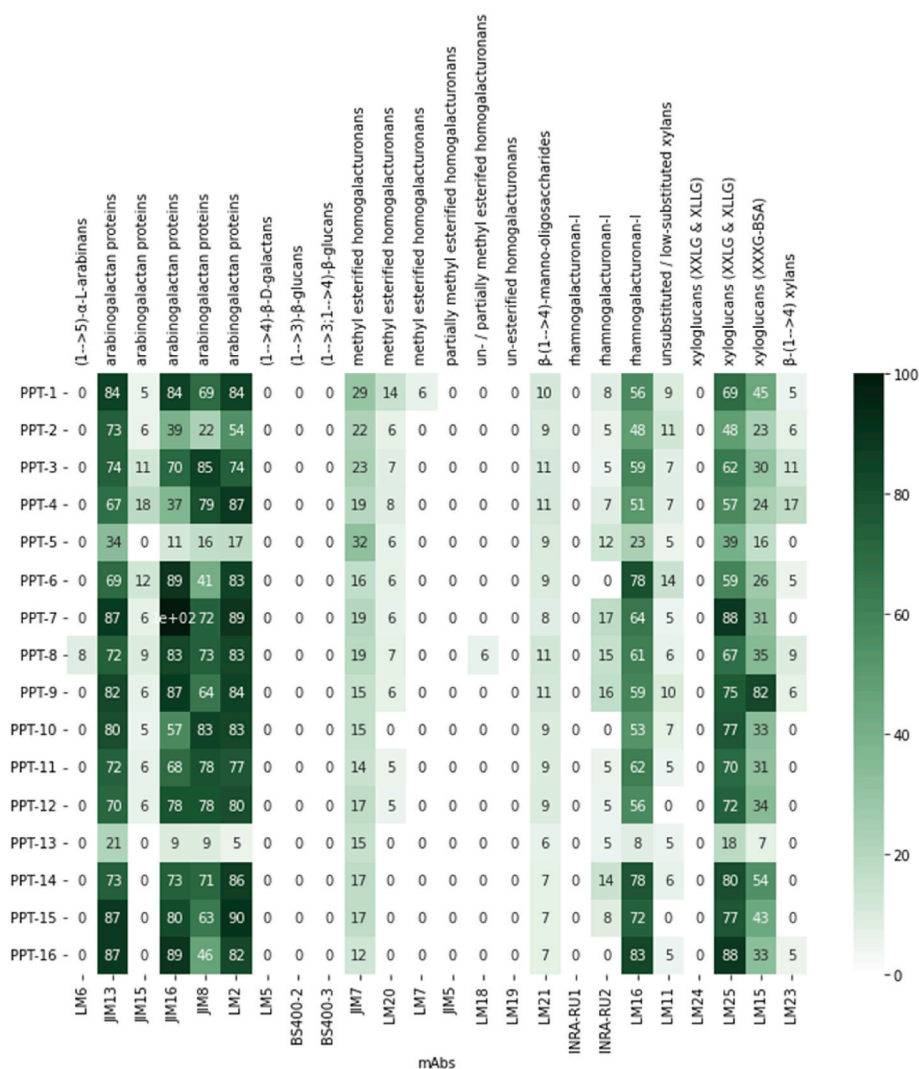 (1-->5)-α-L-arabinans
arabinogalactan proteins
arabinogalactan proteins
arabinogalactan proteins
arabinogalactan proteins
arabinogalactan proteins
(1-->4)-β-D-galactans
(1-->3)-β-glucans
(1-->3;1-->4)-β-glucans
methyl esterified homogalacturonans
methyl esterified homogalacturonans
methyl esterified homogalacturonans
partially methyl esterified homogalacturonans
un- / partially methyl esterifed homogalacturonans
un-esterified homogalacturonans
β-(1-->4)-manno-oligosaccharides
rhamnogalacturonan-I
rhamnogalacturonan-I
rhamnogalacturonan-I
unsubstituted / low-substituted xylans
xyloglucans (XXLG & XLLG)
xyloglucans (XXLG & XLLG)
xyloglucans (XXXG-BSA)
β-(1-->4) xylans
PPT-1 - 0 84 5 84 69 84 0 0 0 29 14 6 0 0 0 10 0 8 56 9 0 69 45 5
PPT-2 - 0 73 6 39 22 54 0 0 0 22 6 0 0 0 0 9 0 5 48 11 0 48 23 6
PPT-3 - 0 74 11 70 85 74 0 0 0 23 7 0 0 0 0 11 0 5 59 7 0 62 30 11
PPT-4 - 0 67 18 37 79 87 0 0 0 19 8 0 0 0 0 11 0 7 51 7 0 57 24 17
PPT-5 - 0 34 0 11 16 17 0 0 0 32 6 0 0 0 0 9 0 12 23 5 0 39 16 0
PPT-6 - 0 69 12 89 41 83 0 0 0 16 6 0 0 0 0 9 0 0 78 14 0 59 26 5
PPT-7 - 0 87 6 e+02 72 89 0 0 0 19 6 0 0 0 0 8 0 17 64 5 0 88 31 0
PPT-8 - 8 72 9 83 73 83 0 0 0 19 7 0 0 6 0 11 0 15 61 6 0 67 35 9
PPT-9 - 0 82 6 87 64 84 0 0 0 15 6 0 0 0 0 11 0 16 59 10 0 75 82 6
PPT-10 - 0 80 5 57 83 83 0 0 0 15 0 0 0 0 0 9 0 0 53 7 0 77 33 0
PPT-11 - 0 72 6 68 78 77 0 0 0 14 5 0 0 0 0 9 0 5 62 5 0 70 31 0
PPT-12 - 0 70 6 78 78 80 0 0 0 17 5 0 0 0 0 9 0 5 56 0 0 72 34 0
PPT-13 - 0 21 0 9 9 5 0 0 0 15 0 0 0 0 0 6 0 5 8 5 0 18 7 0
PPT-14 - 0 73 0 73 71 86 0 0 0 17 0 0 0 0 0 7 0 14 78 6 0 80 54 0
PPT-15 - 0 87 0 80 63 90 0 0 0 17 0 0 0 0 0 7 0 8 72 0 0 77 43 0
PPT-16 - 0 87 0 89 46 82 0 0 0 12 0 0 0 0 0 7 0 0 83 5 0 88 33 5
LM6
JIM13
JIM15
JIM16
JIM8
LM2
LM5
BS400-2
BS400-3
JIM7
LM20
LM7
JIM5
LM18
LM19
LM21
INRA-RU1
INRA-RU2
LM16
LM11
LM24
LM25
LM15
LM23
mAbs
100
80
60
40
20
0